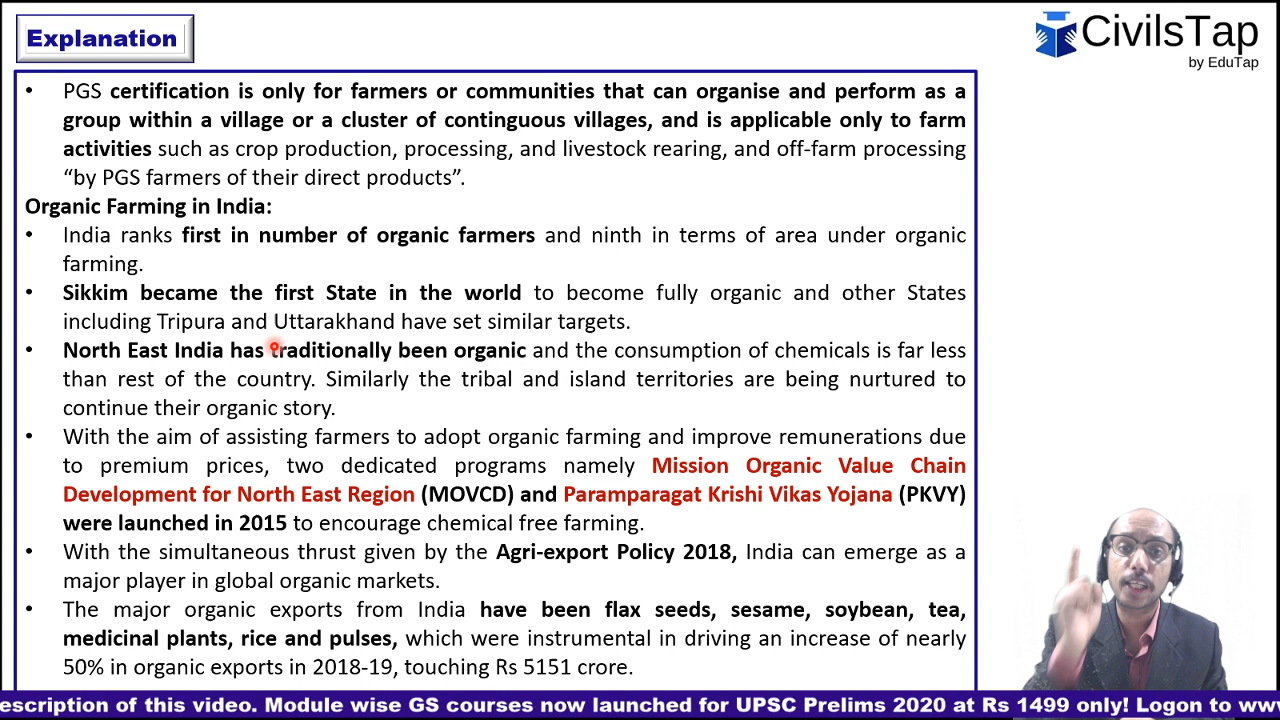 Explanation
CivilsTap
by EduTap
• PGS certification is only for farmers or communities that can organise and perform as a
group within a village or a cluster of continguous villages, and is applicable only to farm
activities such as crop production, processing, and livestock rearing, and off-farm processing
“by PGS farmers of their direct products”.
Organic Farming in India:
• India ranks first in number of organic farmers and ninth in terms of area under organic
farming.
• Sikkim became the first State in the world to become fully organic and other States
including Tripura and Uttarakhand have set similar targets.
• North East India has traditionally been organic and the consumption of chemicals is far less
than rest of the country. Similarly the tribal and island territories are being nurtured to
continue their organic story.
• With the aim of assisting farmers to adopt organic farming and improve remunerations due
to premium prices, two dedicated programs namely Mission Organic Value Chain
Development for North East Region (MOVCD) and Paramparagat Krishi Vikas Yojana (PKVY)
were launched in 2015 to encourage chemical free farming.
• With the simultaneous thrust given by the Agri-export Policy 2018, India can emerge as a
major player in global organic markets.
• The major organic exports from India have been flax seeds, sesame, soybean, tea,
medicinal plants, rice and pulses, which were instrumental in driving an increase of nearly
50% in organic exports in 2018-19, touching Rs 5151 crore.
escription of this video. Module wise GS courses now launched for UPSC Prelims 2020 at Rs 1499 only! Logon to www